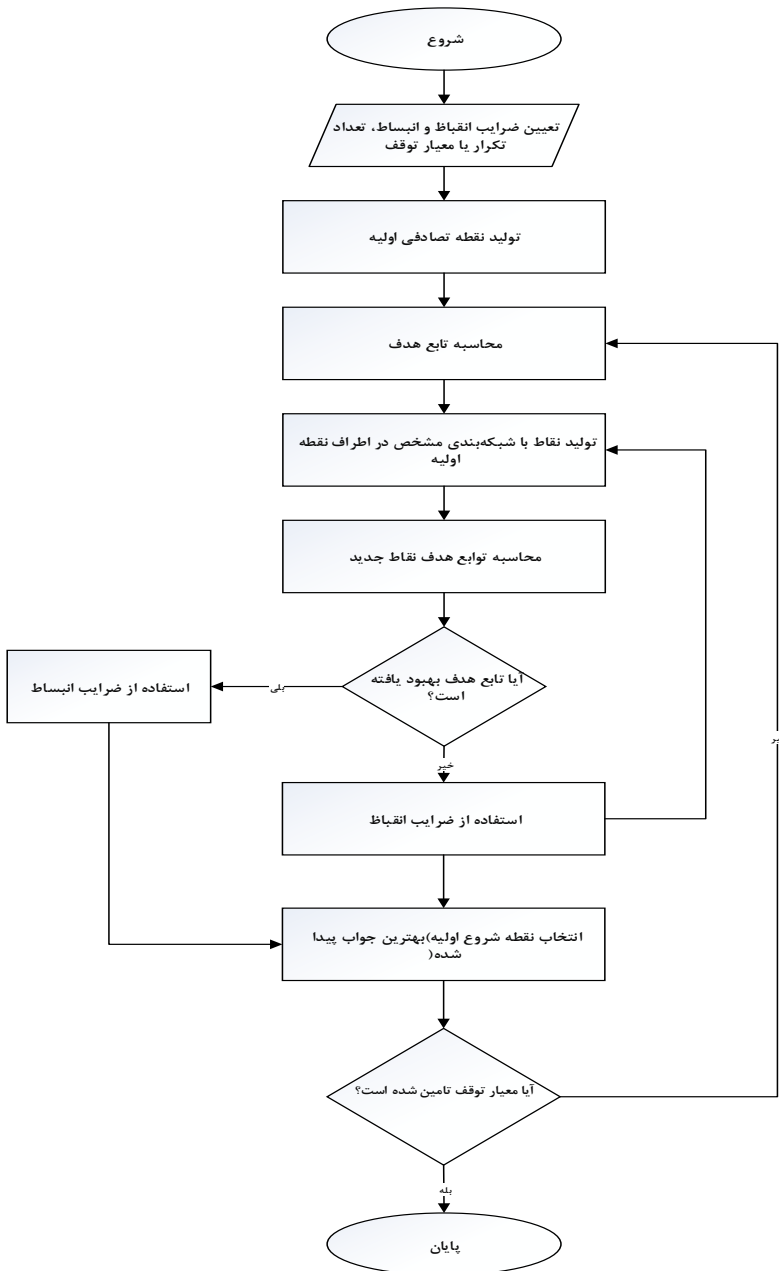 شروع
تعیین ضرایب انقباظ و انبساط، تعداد
تکرار یا معیار توقف
تولید نقطه تصادفی اولیه
محاسبه تابع هدف
تولید نقاط با شبکه‌بندی مشخص در اطراف نقطه
اولیه
محاسبه توابع هدف نقاط جدید
آیا تابع هدف بهبود یافته
است؟
بلی
استفاده از ضرایب انبساط
خیر
استفاده از ضرایب انقباظ
انتخاب نقطه شروع اولیه)بهترین جواب پیدا
شده(
آیا معیار توقف تامین شده است؟
بله
پایان